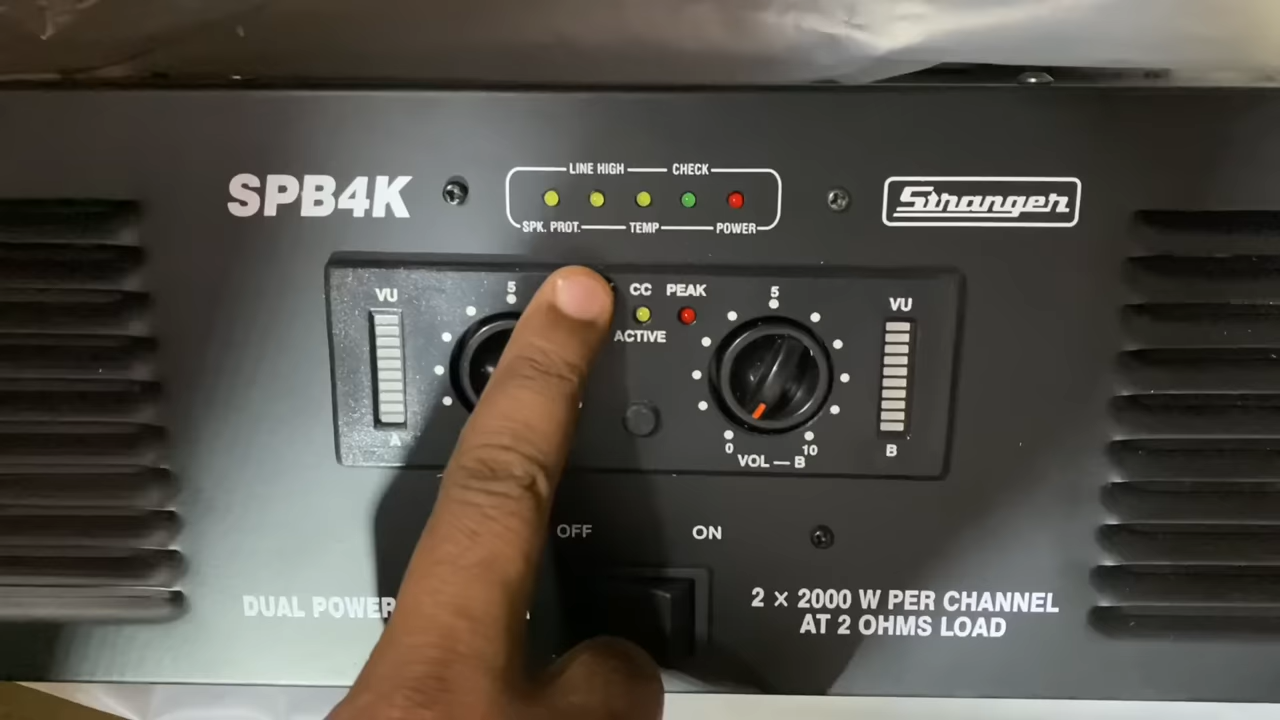 SPB4K
LINE HIGH CHECK
SPK. PROT. TEMP POWER
Stranger
VU
5
CC PEAK
ACTIVE
5
VU
A
0 10
VOL — B
B
OFF ON
DUAL POWER
2 × 2000 W PER CHANNEL
AT 2 OHMS LOAD